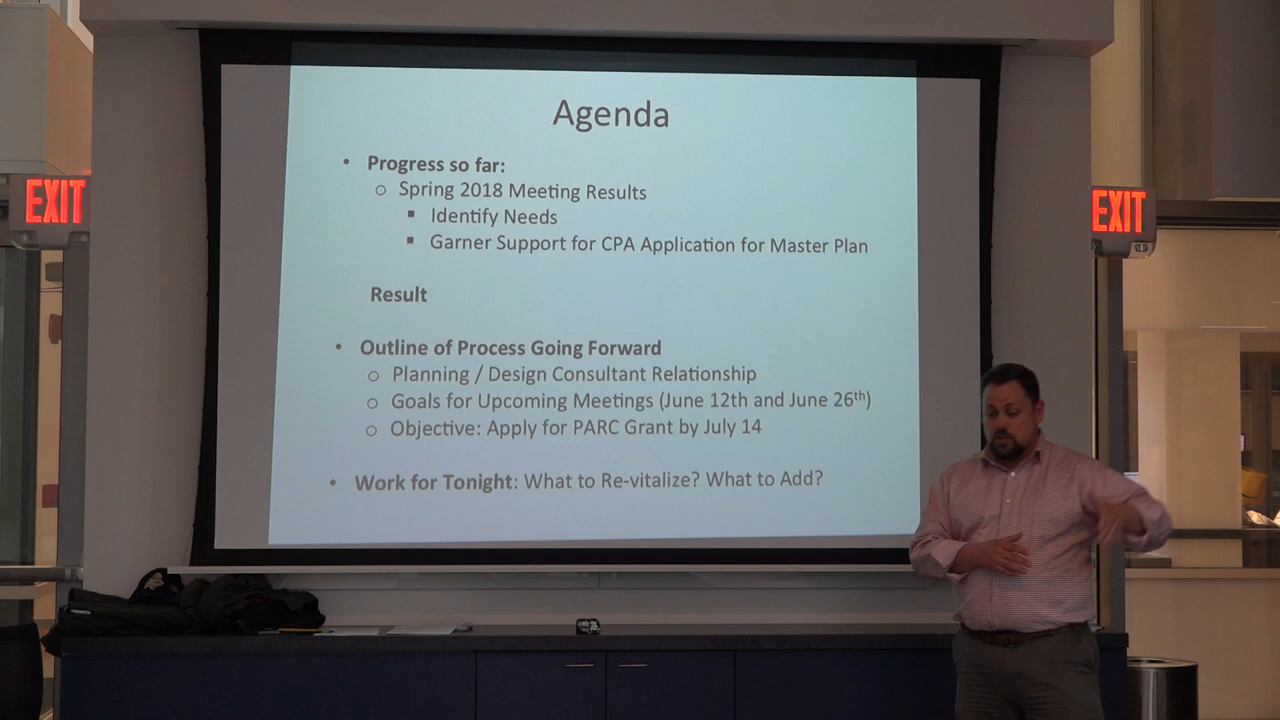 Agenda
• Progress so far:
o Spring 2018 Meeting Results
▪ Identify Needs
▪ Garner Support for CPA Application for Master Plan
Result
• Outline of Process Going Forward
o Planning / Design Consultant Relationship
o Goals for Upcoming Meetings (June 12th and June 26th)
o Objective: Apply for PARC Grant by July 14
• Work for Tonight: What to Re-vitalize? What to Add?
EXIT
EXIT